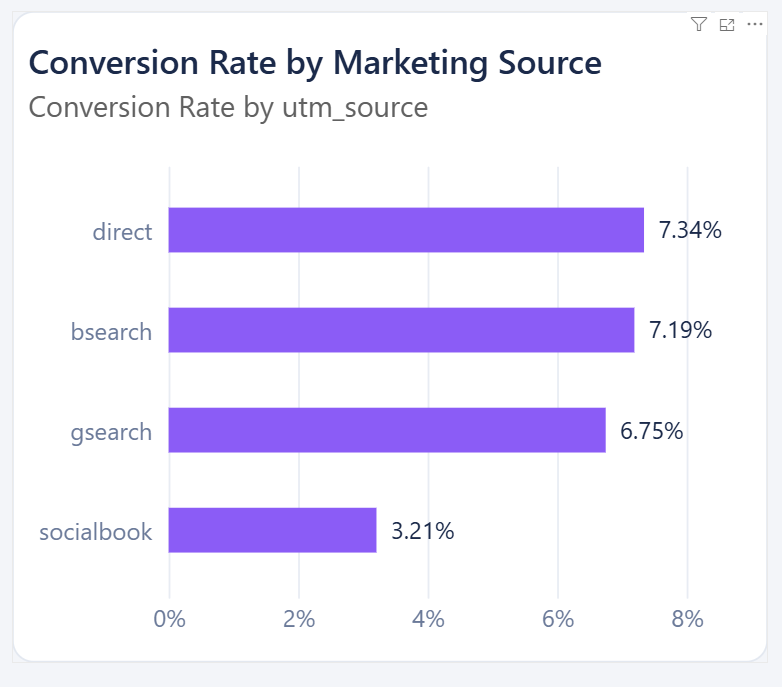 Conversion Rate by Marketing Source
Conversion Rate by utm_source
direct 7.34%
bsearch 7.19%
gsearch 6.75%
socialbook 3.21%
0% 2% 4% 6% 8%